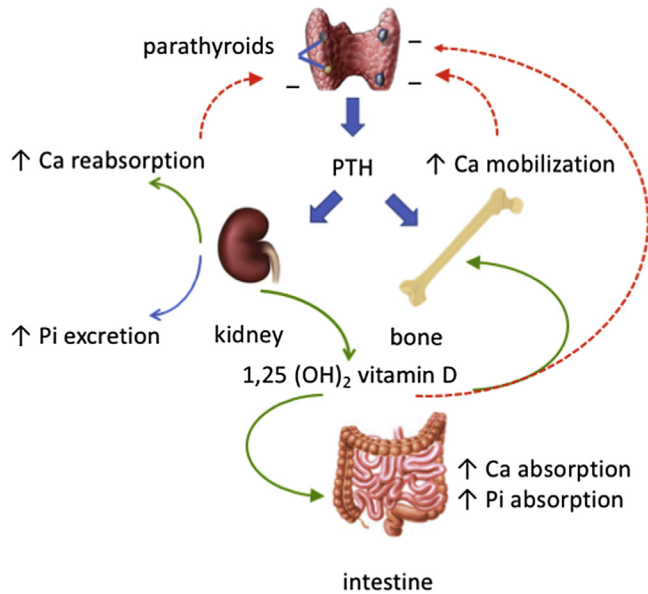 parathyroids
–
–
–
↑ Ca reabsorption
PTH
↑ Ca mobilization
↑ Pi excretion
kidney
bone
1,25 (OH)₂ vitamin D
↑ Ca absorption
↑ Pi absorption
intestine